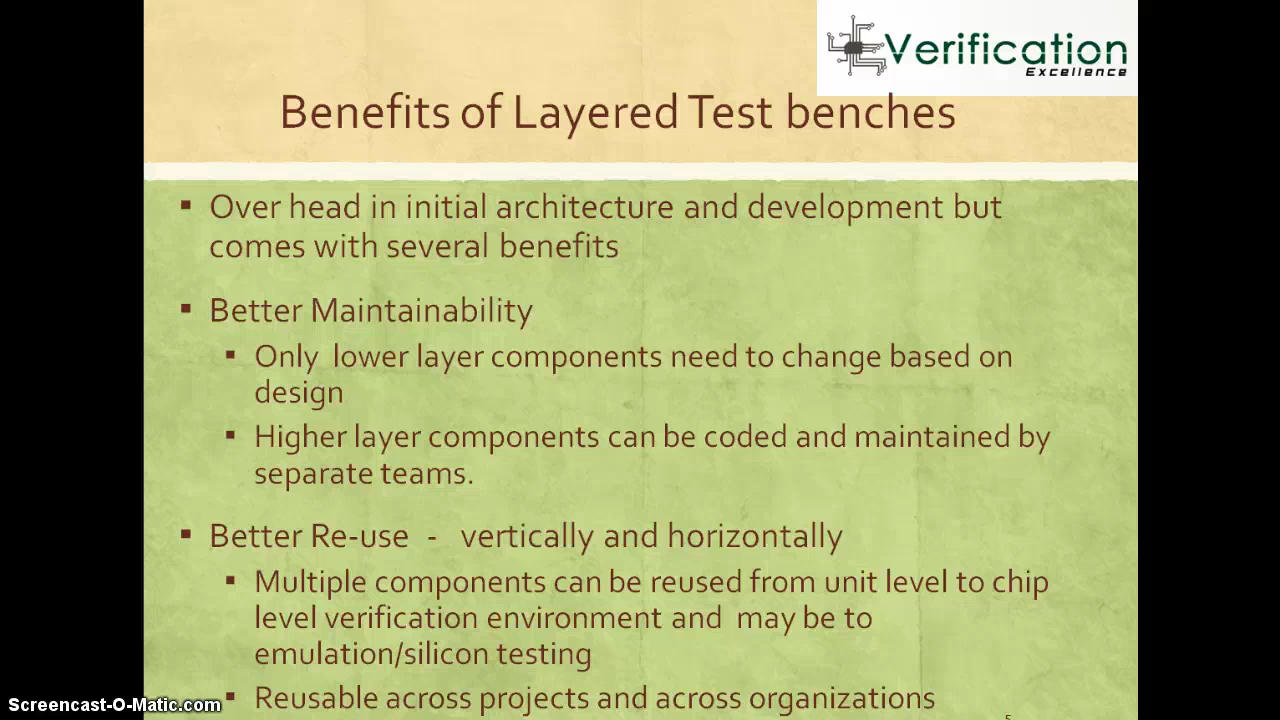 Verification
Excellence
Benefits of Layered Test benches
▪ Over head in initial architecture and development but
comes with several benefits
▪ Better Maintainability
▪ Only lower layer components need to change based on
design
▪ Higher layer components can be coded and maintained by
separate teams.
▪ Better Re-use - vertically and horizontally
▪ Multiple components can be reused from unit level to chip
level verification environment and may be to
emulation/silicon testing
▪ Reusable across projects and across organizations
5
Screencast-O-Matic.com